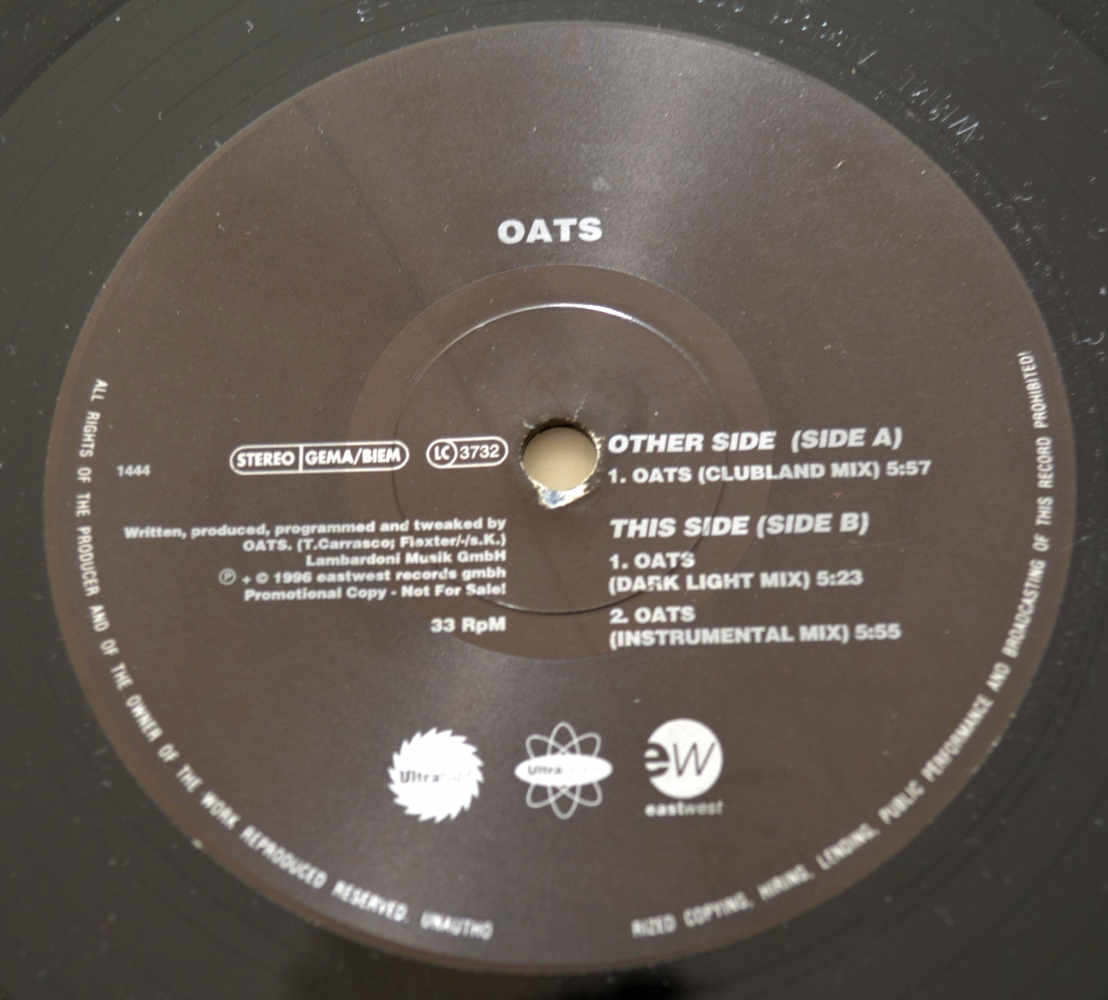 OATS
STEREO GEMA/BIEM LC 3732
1444
Written, produced, programmed and tweaked by
OATS. (T.Carrasco; Flaxter/-/s.K.)
Lambardoni Musik GmbH
℗ + © 1996 eastwest records gmbh
Promotional Copy - Not For Sale!
33 RpM
OTHER SIDE (SIDE A)
1. OATS (CLUBLAND MIX) 5:57
THIS SIDE (SIDE B)
1. OATS
(DARK LIGHT MIX) 5:23
2. OATS
(INSTRUMENTAL MIX) 5:55
ew
eastwest
ALL RIGHTS OF THE PRODUCER AND OF THE OWNER OF THE WORK REPRODUCED RESERVED. UNAUTHO
RIZED COPYING, HIRING, LENDING, PUBLIC PERFORMANCE AND BROADCASTING OF THIS RECORD PROHIBITED!